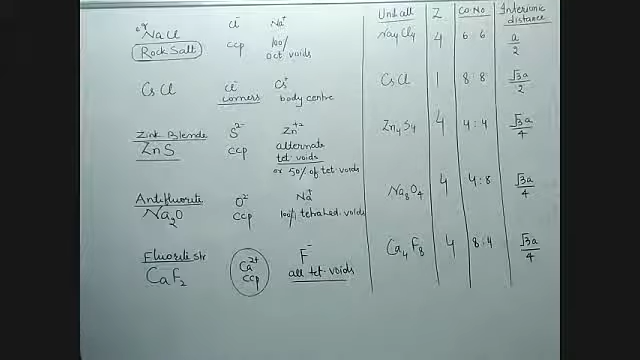 Unit cell Z Co. No. Interionic distance
NaCl Cl⁻ Na⁺ Na₄Cl₄ 4 6:6 a/2
Rock Salt ccp 100% oct voids
CsCl Cl⁻ Cs⁺ CsCl 1 8:8 √3a/2
corners body centre
Zink Blende S²⁻ Zn⁺² Zn₄S₄ 4 4:4 √3a/4
ZnS ccp alternate
tet voids
or 50% of tet voids
Antifluorite O²⁻ Na⁺ Na₈O₄ 4 4:8 √3a/4
Na₂O ccp 100% tetrahed. voids
Fluorite str Ca²⁺ F⁻ Ca₄F₈ 4 8:4 √3a/4
CaF₂ ccp all tet voids